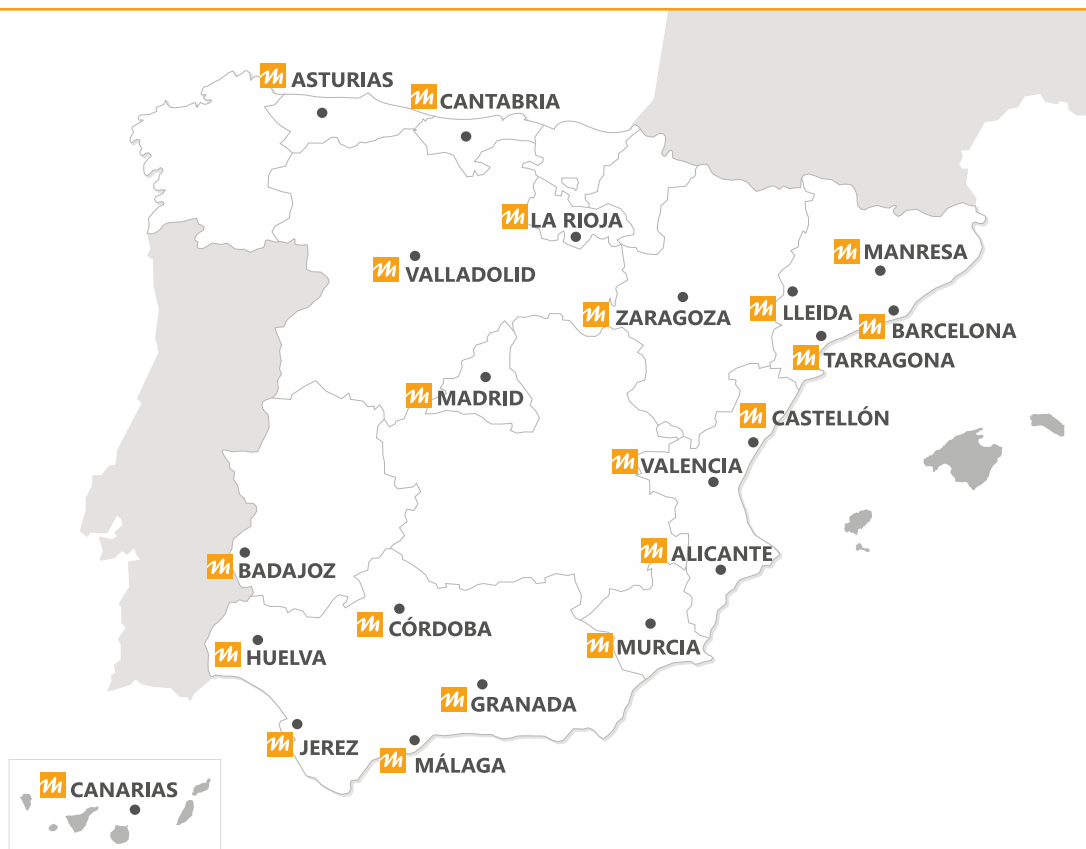 ASTURIAS
CANTABRIA
LA RIOJA
MANRESA
VALLADOLID
LLEIDA
ZARAGOZA
BARCELONA
TARRAGONA
MADRID
CASTELLÓN
VALENCIA
ALICANTE
BADAJOZ
CÓRDOBA
MURCIA
HUELVA
GRANADA
JEREZ
MÁLAGA
CANARIAS